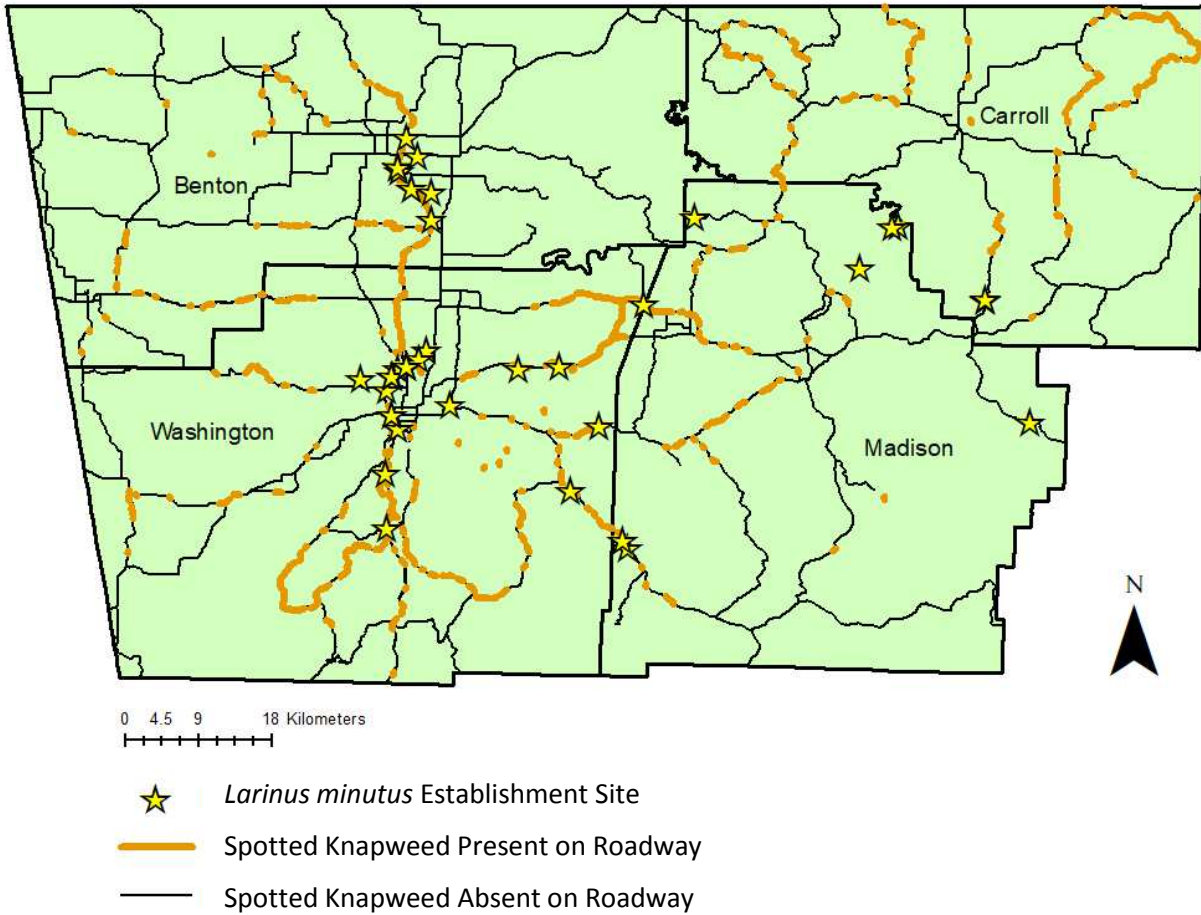 Carroll
Benton
Washington
Madison
N
0 4.5 9 18 Kilometers
Larinus minutus Establishment Site
Spotted Knapweed Present on Roadway
Spotted Knapweed Absent on Roadway